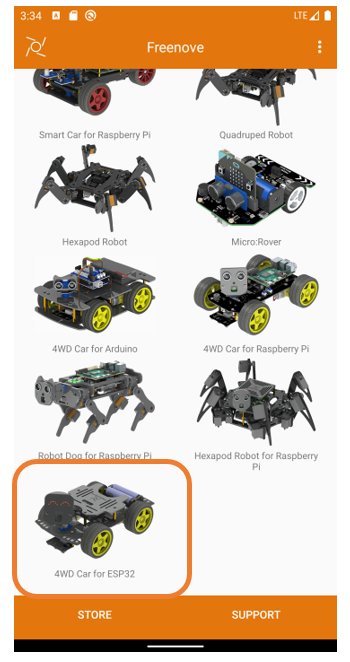 3:34 A LTE
Freenove
Smart Car for Raspberry Pi Quadruped Robot
Hexapod Robot Micro:Rover
4WD Car for Arduino 4WD Car for Raspberry Pi
Robot Dog for Raspberry Pi Hexapod Robot for Raspberry
Pi
4WD Car for ESP32
STORE SUPPORT